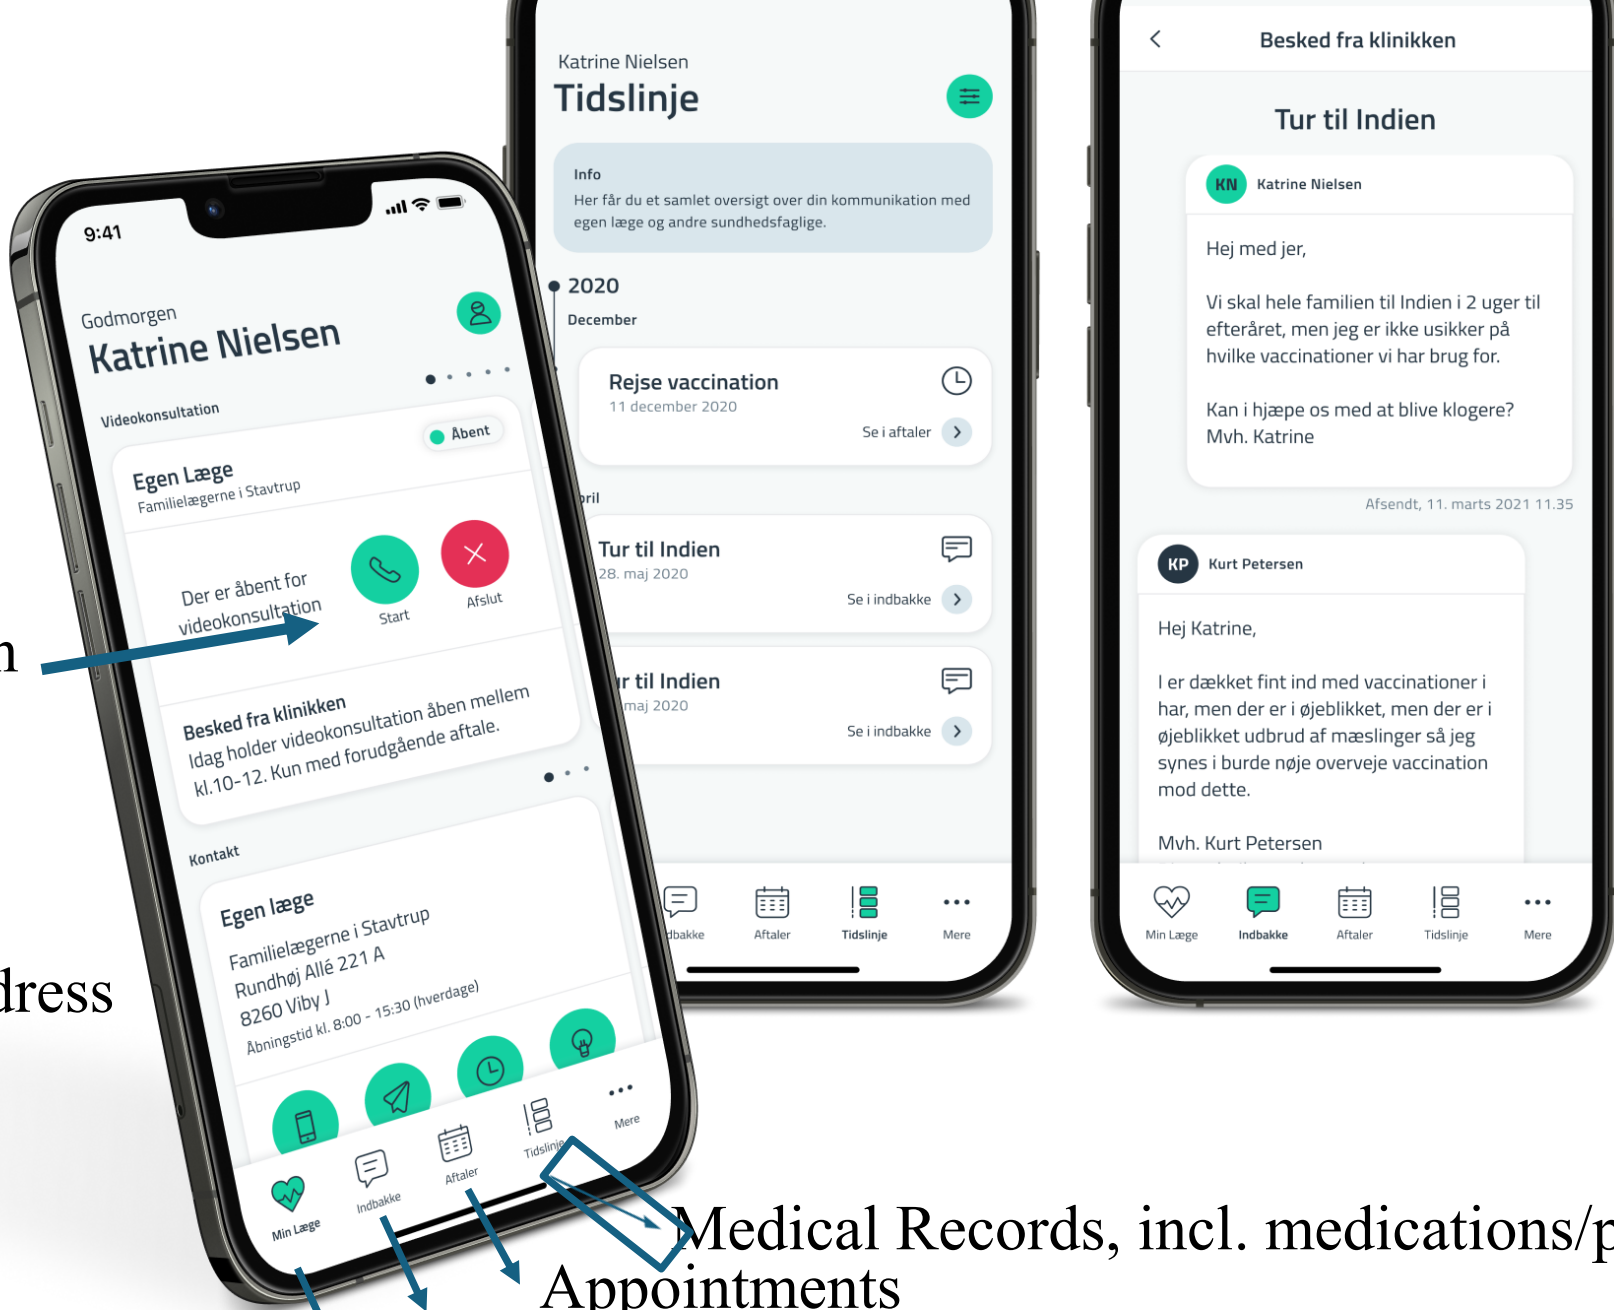 9:41
Godmorgen
Katrine Nielsen
Videokonsultation
Egen Læge
Familielægerne i Stavtrup
Åbent
Der er åbent for
videokonsultation
Start
Afslut
Besked fra klinikken
Idag holder videokonsultation åben mellem
kl.10-12. Kun med forudgående aftale.
Kontakt
Egen læge
Familielægerne i Stavtrup
Rundhøj Allé 221 A
8260 Viby J
Åbningstid kl. 8:00 - 15:30 (hverdage)
Min Læge
Indbakke
Aftaler
Tidslinje
Mere
Katrine Nielsen
Tidslinje
Info
Her får du et samlet oversigt over din kommunikation med
egen læge og andre sundhedsfaglige.
2020
December
Rejse vaccination
11 december 2020
Se i aftaler
pril
Tur til Indien
28. maj 2020
Se i indbakke
ur til Indien
maj 2020
Se i indbakke
dbakke
Aftaler
Tidslinje
Mere
Besked fra klinikken
Tur til Indien
KN
Katrine Nielsen
Hej med jer,
Vi skal hele familien til Indien i 2 uger til
efteråret, men jeg er ikke usikker på
hvilke vaccinationer vi har brug for.
Kan i hjæpe os med at blive klogere?
Mvh. Katrine
Afsendt, 11. marts 2021 11.35
KP
Kurt Petersen
Hej Katrine,
I er dækket fint ind med vaccinationer i
har, men der er i øjeblikket, men der er i
øjeblikket udbrud af mæslinger så jeg
synes i burde nøje overveje vaccination
mod dette.
Mvh. Kurt Petersen
Min Læge
Indbakke
Aftaler
Tidslinje
Mere
n
dress
Medical Records, incl. medications/p
Appointments